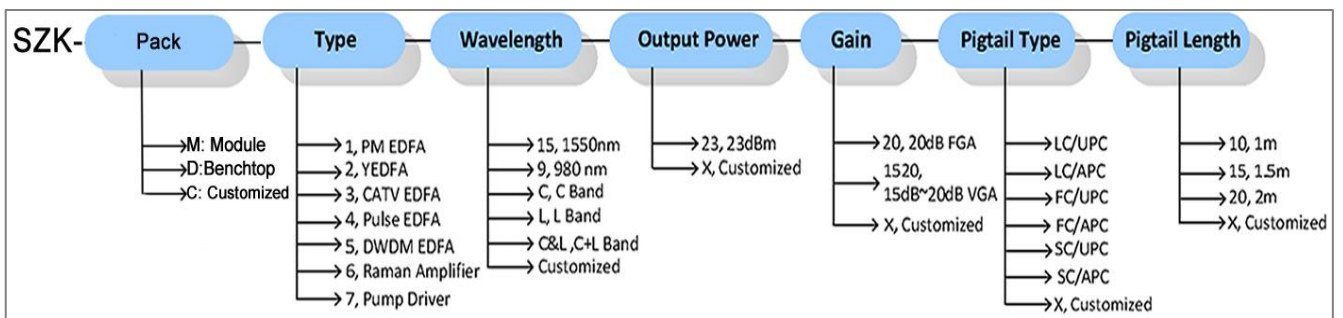 SZK- Pack Type Wavelength Output Power Gain Pigtail Type Pigtail Length
M: Module
D:Benchtop
C: Customized
1, PM EDFA
2, YEDFA
3, CATV EDFA
4, Pulse EDFA
5, DWDM EDFA
6, Raman Amplifier
7, Pump Driver
15, 1550nm
9, 980 nm
C, C Band
L, L Band
C&L ,C+L Band
Customized
23, 23dBm
X, Customized
20, 20dB FGA
1520,
15dB~20dB VGA
X, Customized
LC/UPC
LC/APC
FC/UPC
FC/APC
SC/UPC
SC/APC
X, Customized
10, 1m
15, 1.5m
20, 2m
X, Customized